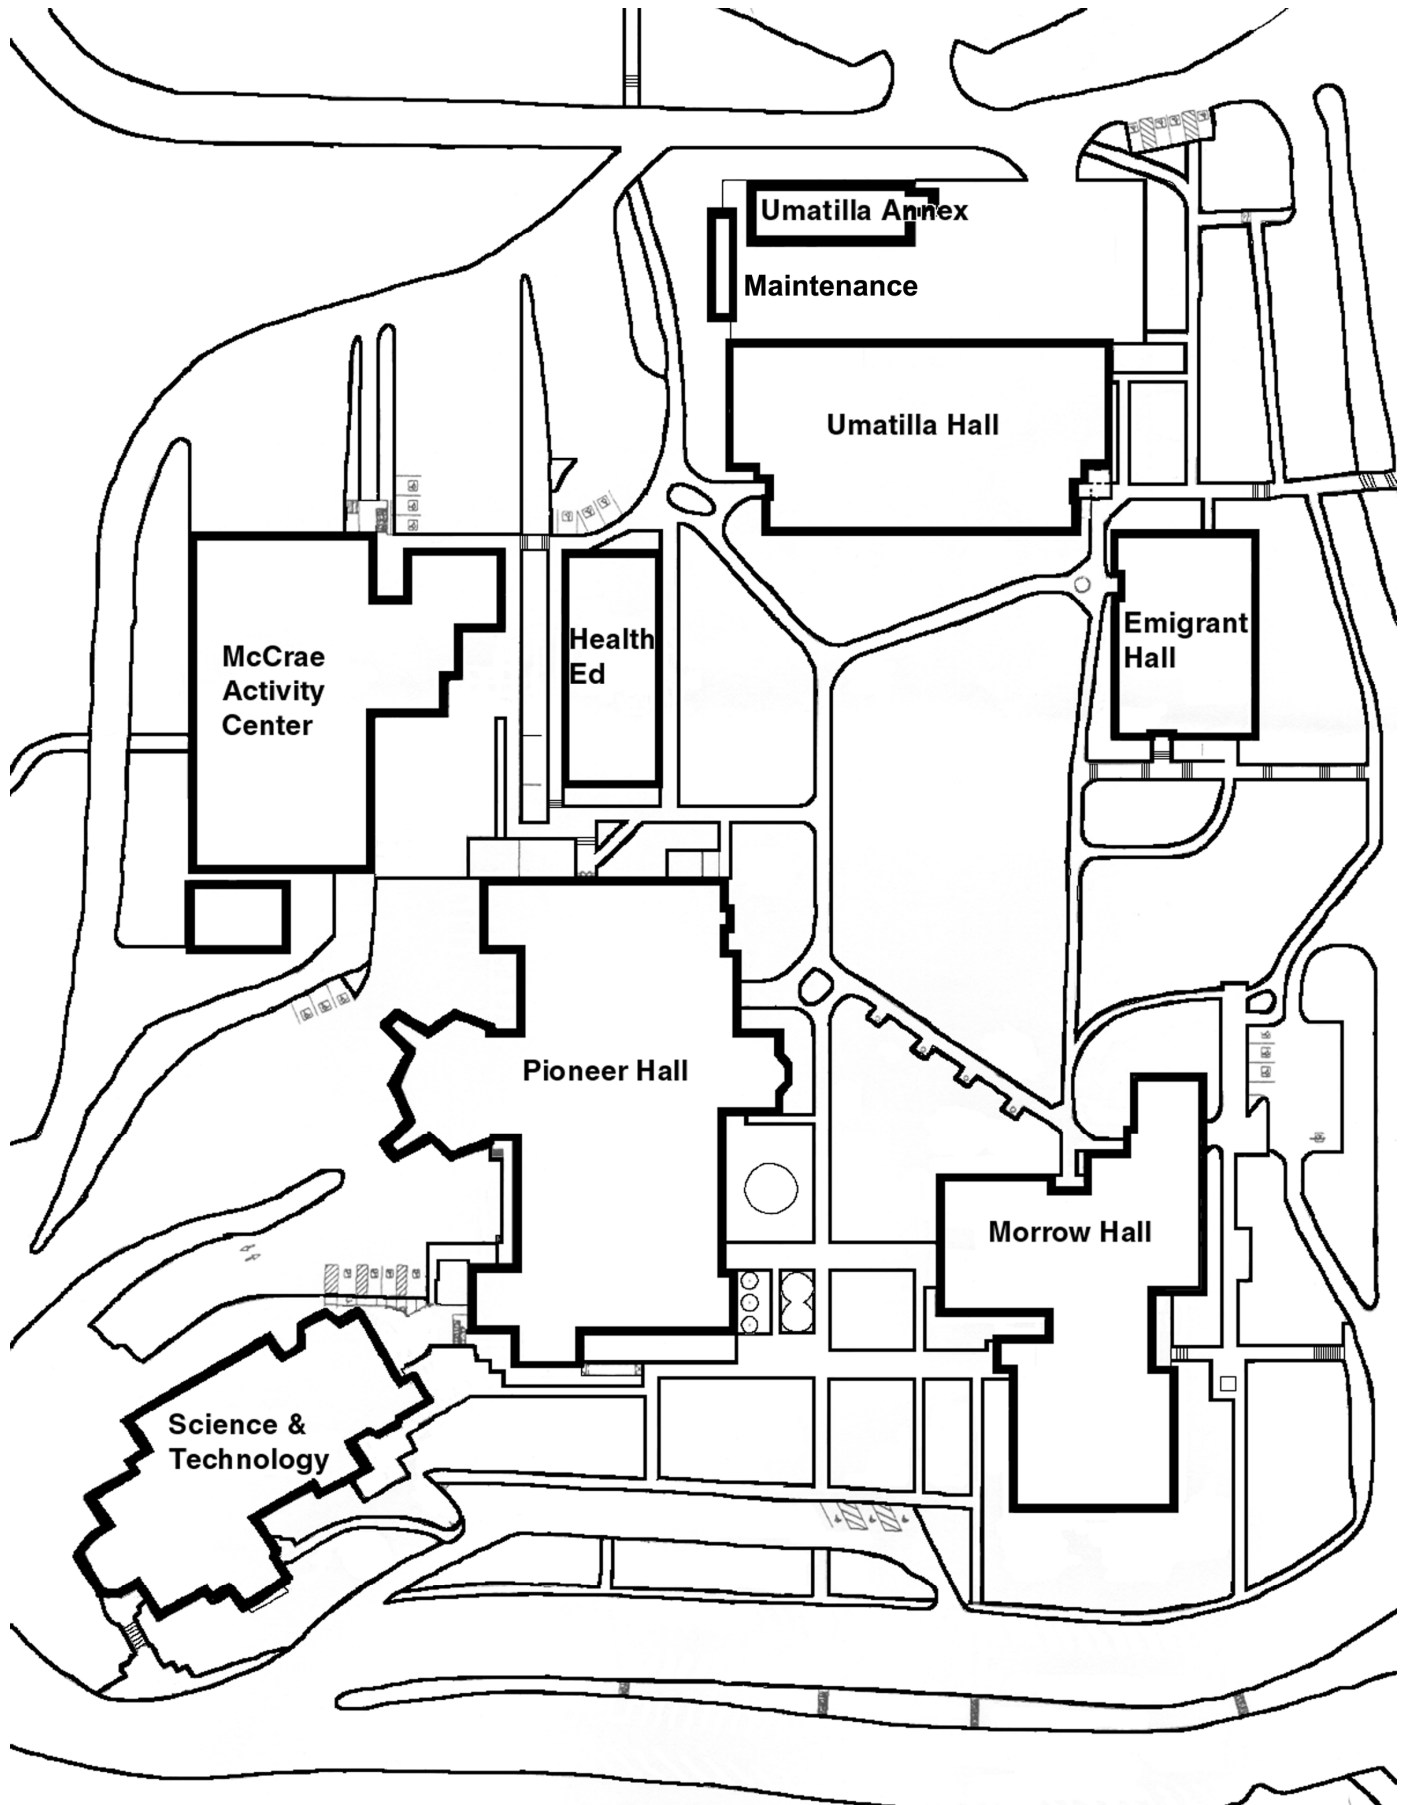 Umatilla Annex
Maintenance
Umatilla Hall
Emigrant
Hall
Health
Ed
McCrae
Activity
Center
Pioneer Hall
Morrow Hall
Science &
Technology